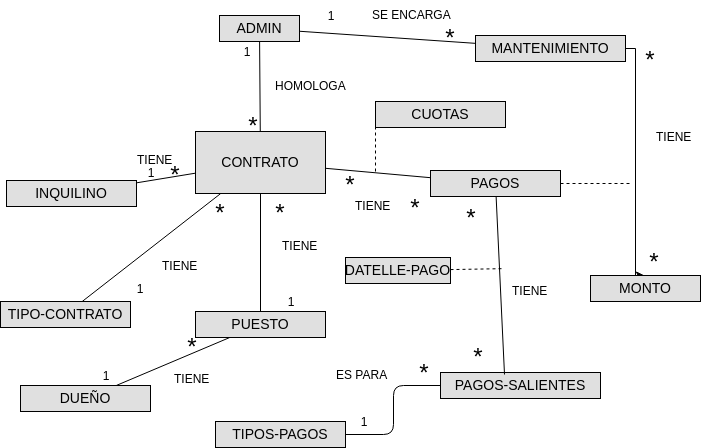 1 SE ENCARGA
ADMIN
*
MANTENIMIENTO
1
*
HOMOLOGA
CUOTAS
*
TIENE
TIENE
1 *
CONTRATO
INQUILINO
*
PAGOS
TIENE *
* *
*
TIENE
TIENE
*
DATELLE-PAGO
1
TIENE
MONTO
1
TIPO-CONTRATO
PUESTO
*
*
TIENE
1
ES PARA *
DUEÑO
PAGOS-SALIENTES
1
TIPOS-PAGOS